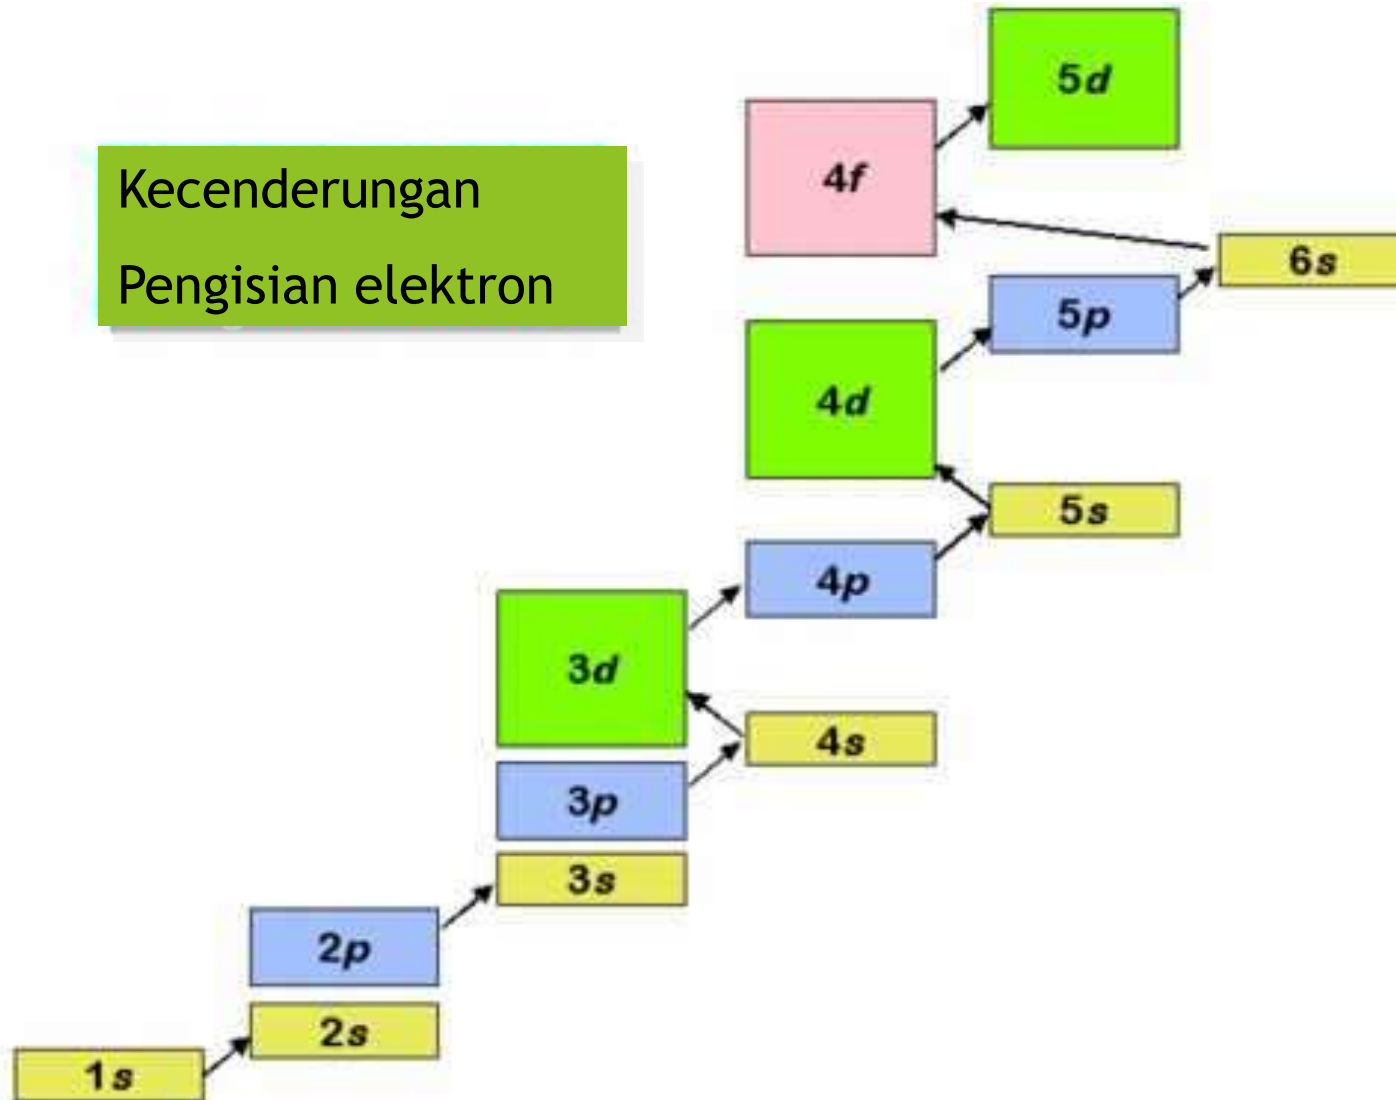 Kecenderungan
Pengisian elektron
5d
4f
6s
5p
4d
5s
4p
3d
4s
3p
3s
2p
2s
1s